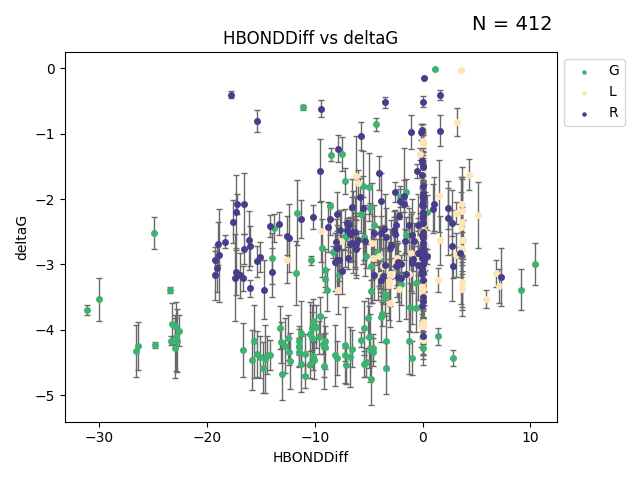 N = 412
HBONDDiff vs deltaG
G
L
R
0
−1
−2
−3
−4
−5
deltaG
−30 −20 −10 0 10
HBONDDiff